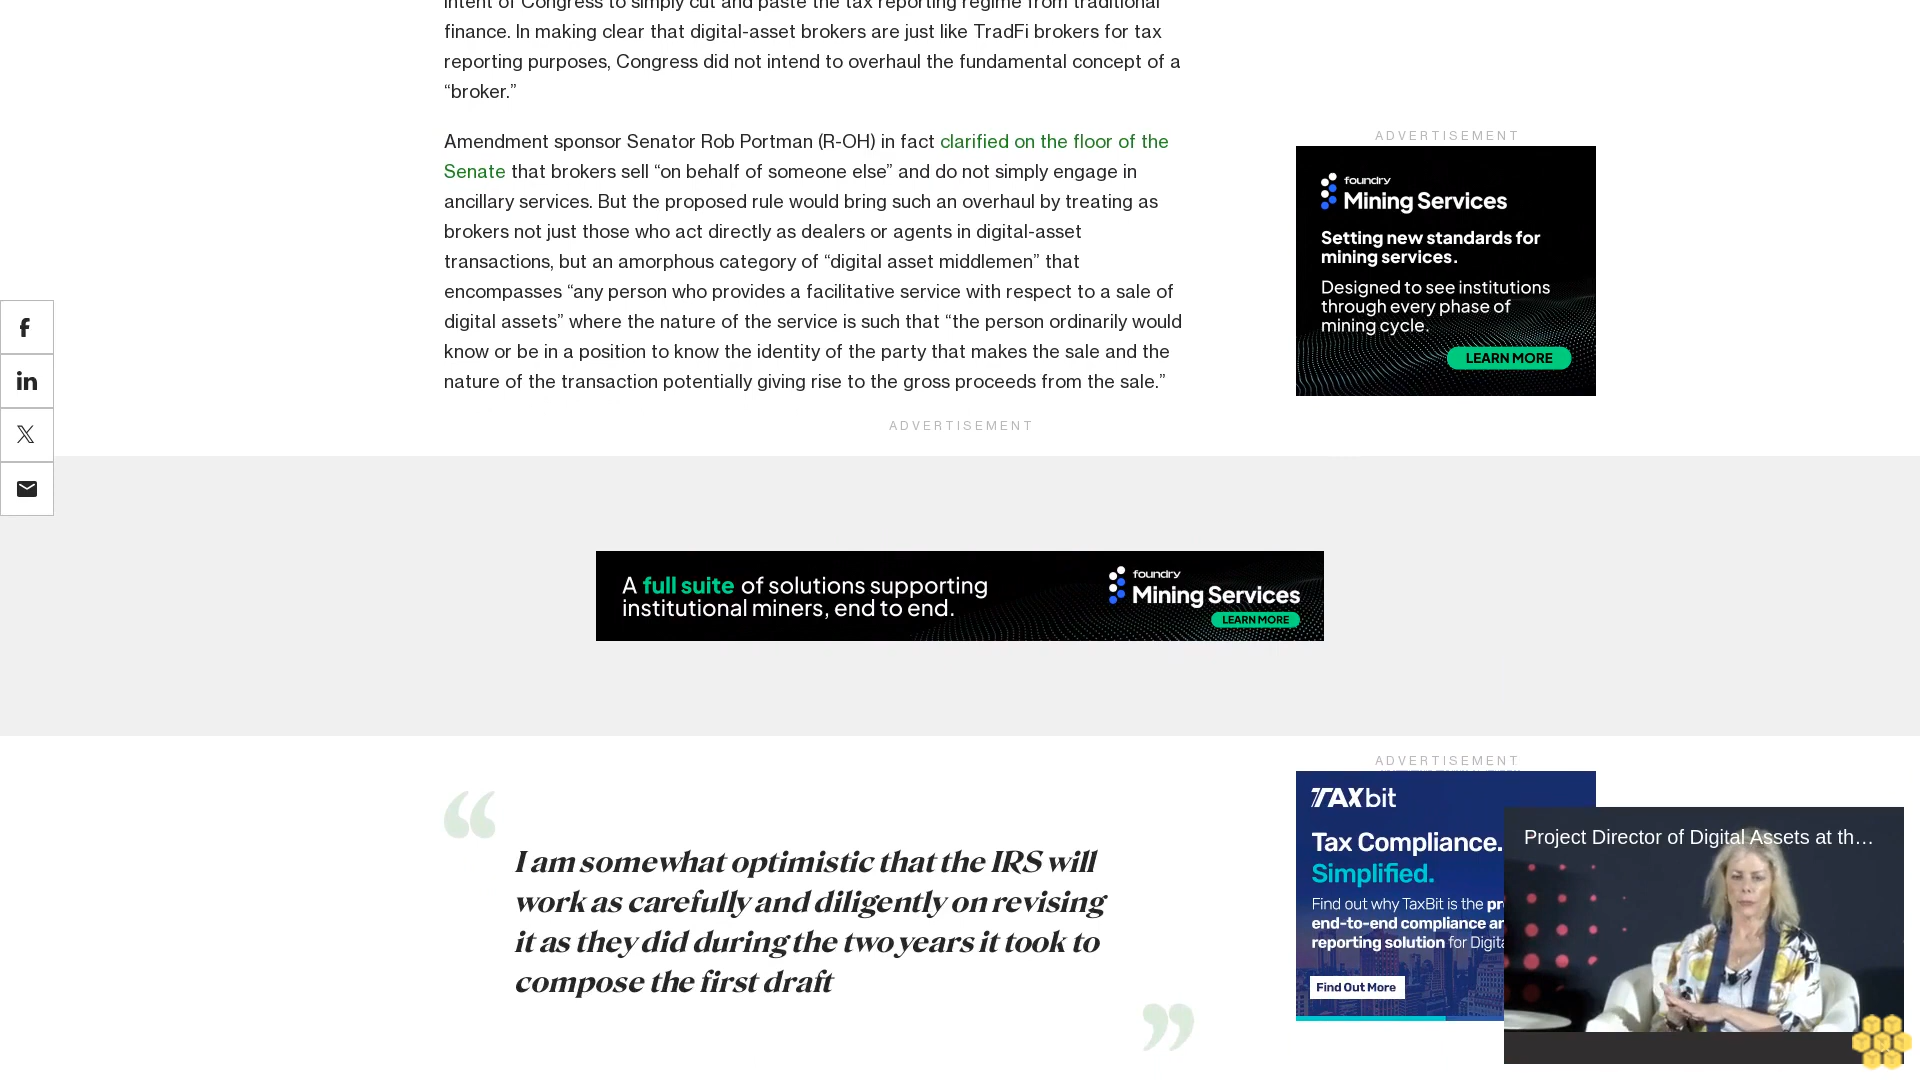 intent of Congress to simply cut and paste the tax reporting regime from traditional
finance. In making clear that digital-asset brokers are just like TradFi brokers for tax
reporting purposes, Congress did not intend to overhaul the fundamental concept of a
“broker.”
Amendment sponsor Senator Rob Portman (R-OH) in fact clarified on the floor of the
Senate that brokers sell “on behalf of someone else” and do not simply engage in
ancillary services. But the proposed rule would bring such an overhaul by treating as
brokers not just those who act directly as dealers or agents in digital-asset
transactions, but an amorphous category of “digital asset middlemen” that
encompasses “any person who provides a facilitative service with respect to a sale of
digital assets” where the nature of the service is such that “the person ordinarily would
know or be in a position to know the identity of the party that makes the sale and the
nature of the transaction potentially giving rise to the gross proceeds from the sale.”
ADVERTISEMENT
foundry
Mining Services
Setting new standards for
mining services.
Designed to see institutions
through every phase of
mining cycle.
LEARN MORE
ADVERTISEMENT
A full suite of solutions supporting
institutional miners, end to end.
foundry
Mining Services
LEARN MORE
I am somewhat optimistic that the IRS will
work as carefully and diligently on revising
it as they did during the two years it took to
compose the first draft
ADVERTISEMENT
TAXbit
Tax Compliance.
Simplified.
Find out why TaxBit is the
end-to-end compliance
reporting solution for
Find Out More
Project Director of Digital Assets at th…